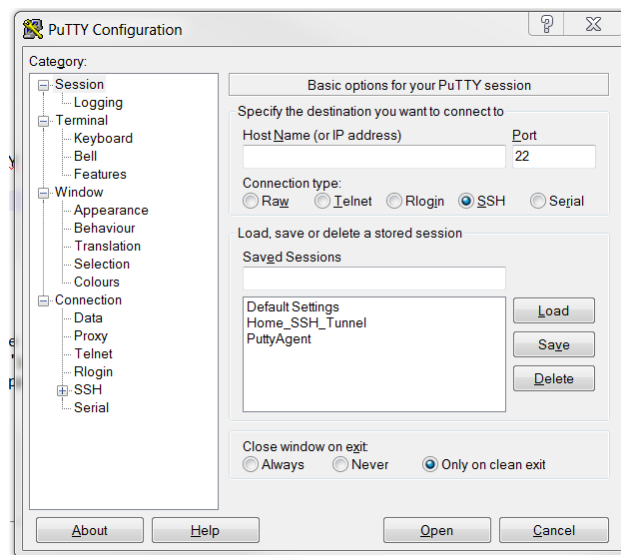 PuTTY Configuration
Category:
Session
Logging
Terminal
Keyboard
Bell
Features
Window
Appearance
Behaviour
Translation
Selection
Colours
Connection
Data
Proxy
Telnet
Rlogin
SSH
Serial
Basic options for your PuTTY session
Specify the destination you want to connect to
Host Name (or IP address) Port
22
Connection type:
Raw Telnet Rlogin SSH Serial
Load, save or delete a stored session
Saved Sessions
Default Settings
Home_SSH_Tunnel
PuttyAgent
Load
Save
Delete
Close window on exit:
Always Never Only on clean exit
About Help Open Cancel